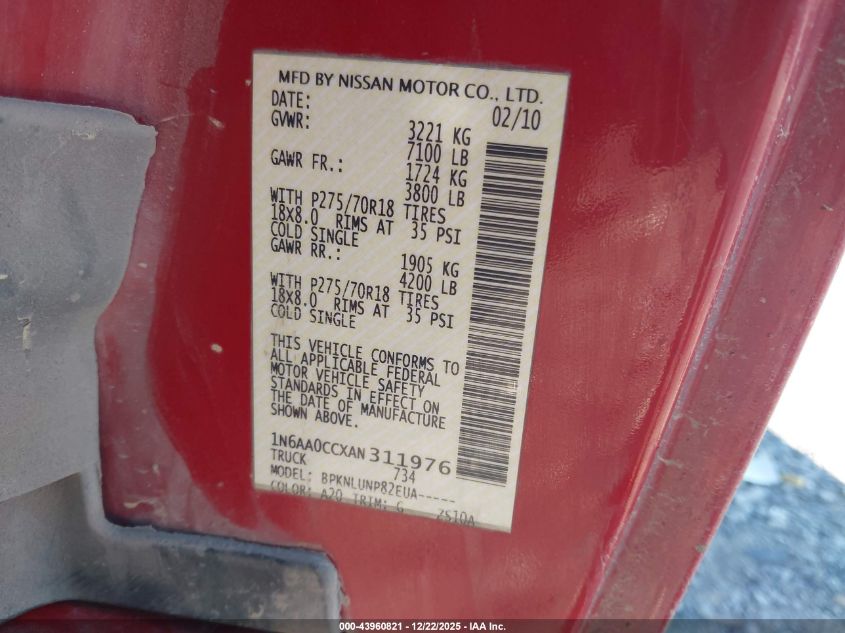 MFD BY NISSAN MOTOR CO., LTD.
DATE: 02/10
GVWR: 3221 KG
7100 LB
GAWR FR.: 1724 KG
3800 LB
WITH P275/70R18 TIRES
18X8.0 RIMS AT 35 PSI
COLD SINGLE
GAWR RR.: 1905 KG
4200 LB
WITH P275/70R18 TIRES
18X8.0 RIMS AT 35 PSI
COLD SINGLE
THIS VEHICLE CONFORMS TO
ALL APPLICABLE FEDERAL
MOTOR VEHICLE SAFETY
STANDARDS IN EFFECT ON
THE DATE OF MANUFACTURE
SHOWN ABOVE.
1N6AA0CCXAN311976
TRUCK 734
MODEL: BPKNLUNP82EUA-----
COLOR: A20 TRIM: G ZS10A
000-43960821 - 12/22/2025 - IAA Inc.